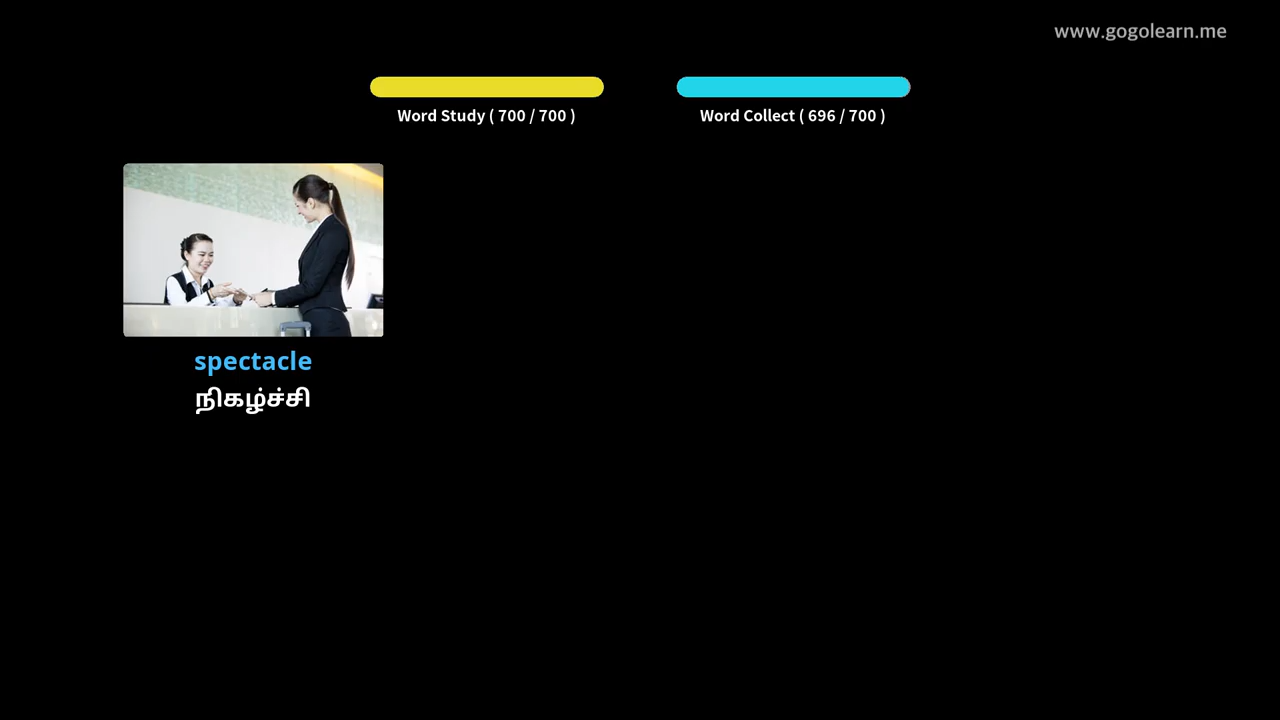 www.gogolearn.me
Word Study ( 700 / 700 )
Word Collect ( 696 / 700 )
spectacle
நிகழ்ச்சி